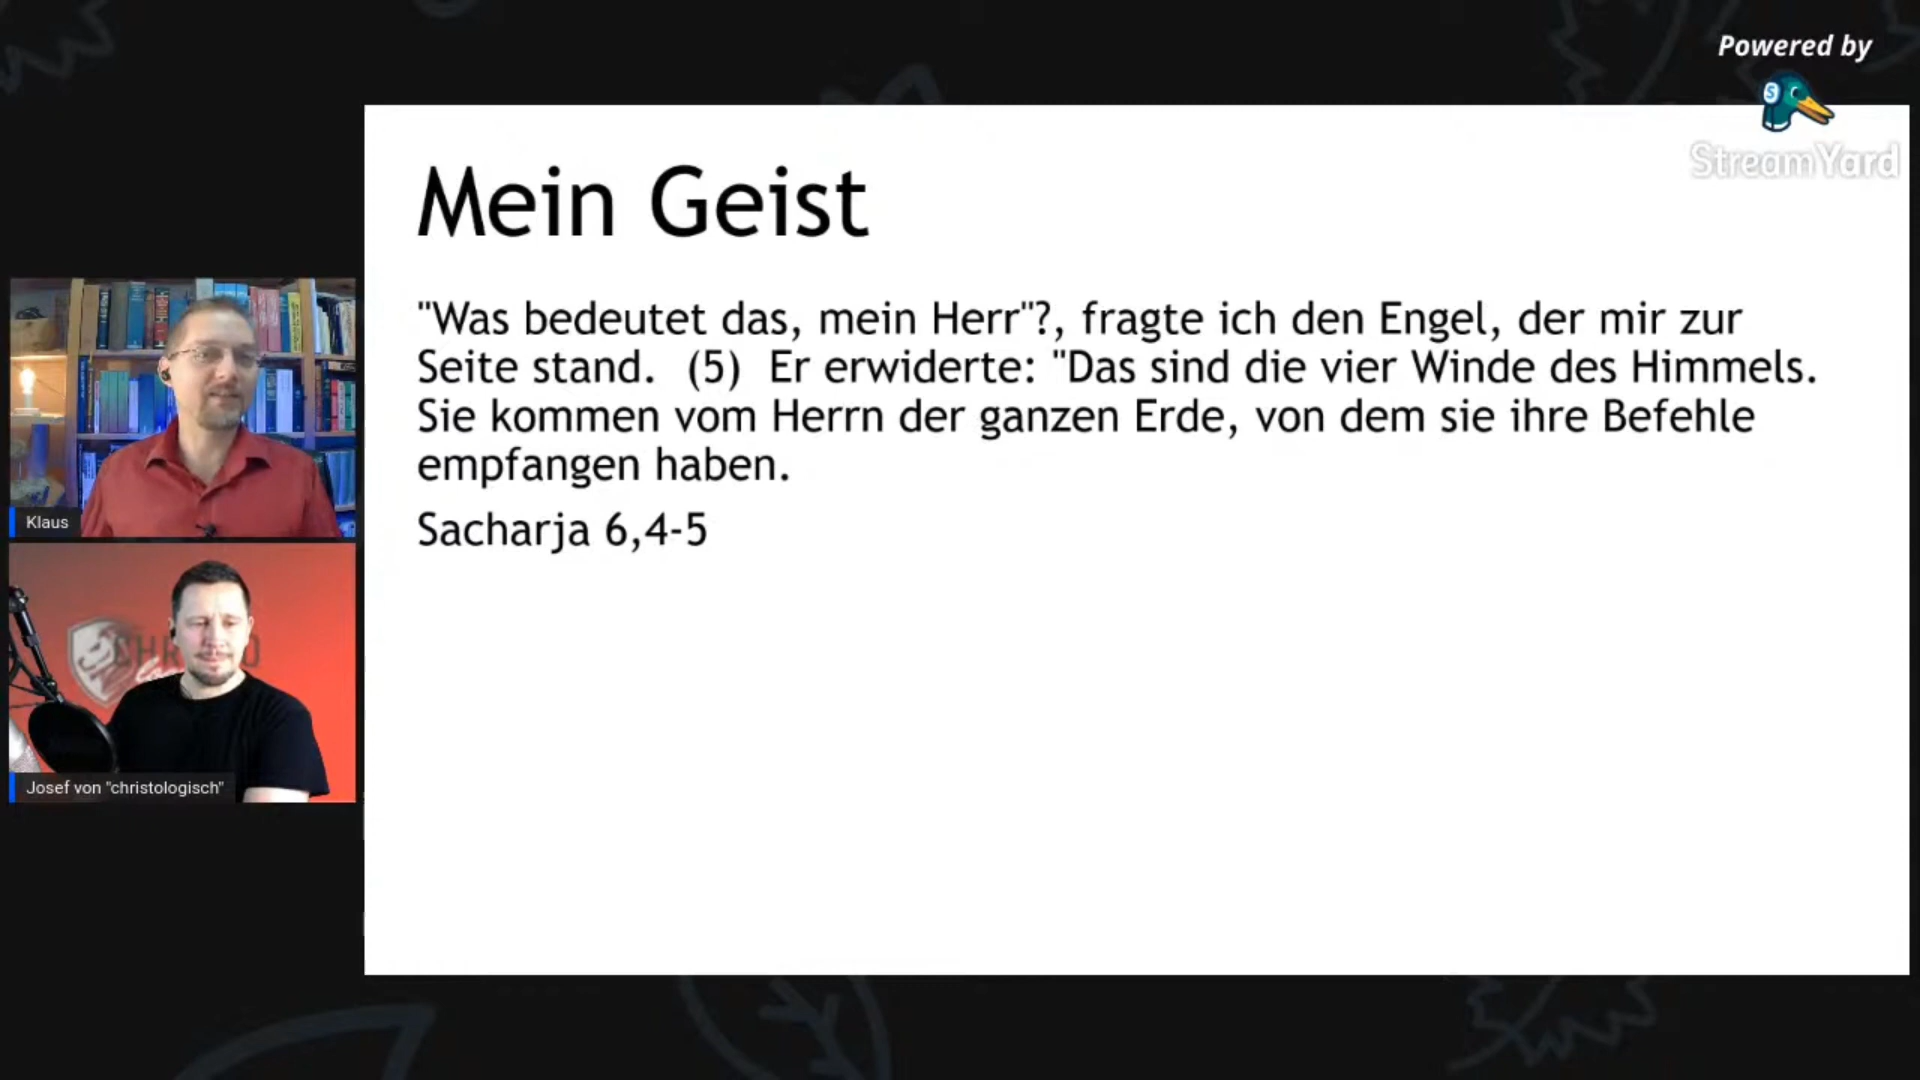 Powered by
StreamYard
Mein Geist
"Was bedeutet das, mein Herr"?, fragte ich den Engel, der mir zur
Seite stand. (5) Er erwiderte: "Das sind die vier Winde des Himmels.
Sie kommen vom Herrn der ganzen Erde, von dem sie ihre Befehle
empfangen haben.
Sacharja 6,4-5
Klaus
Josef von "christologisch"